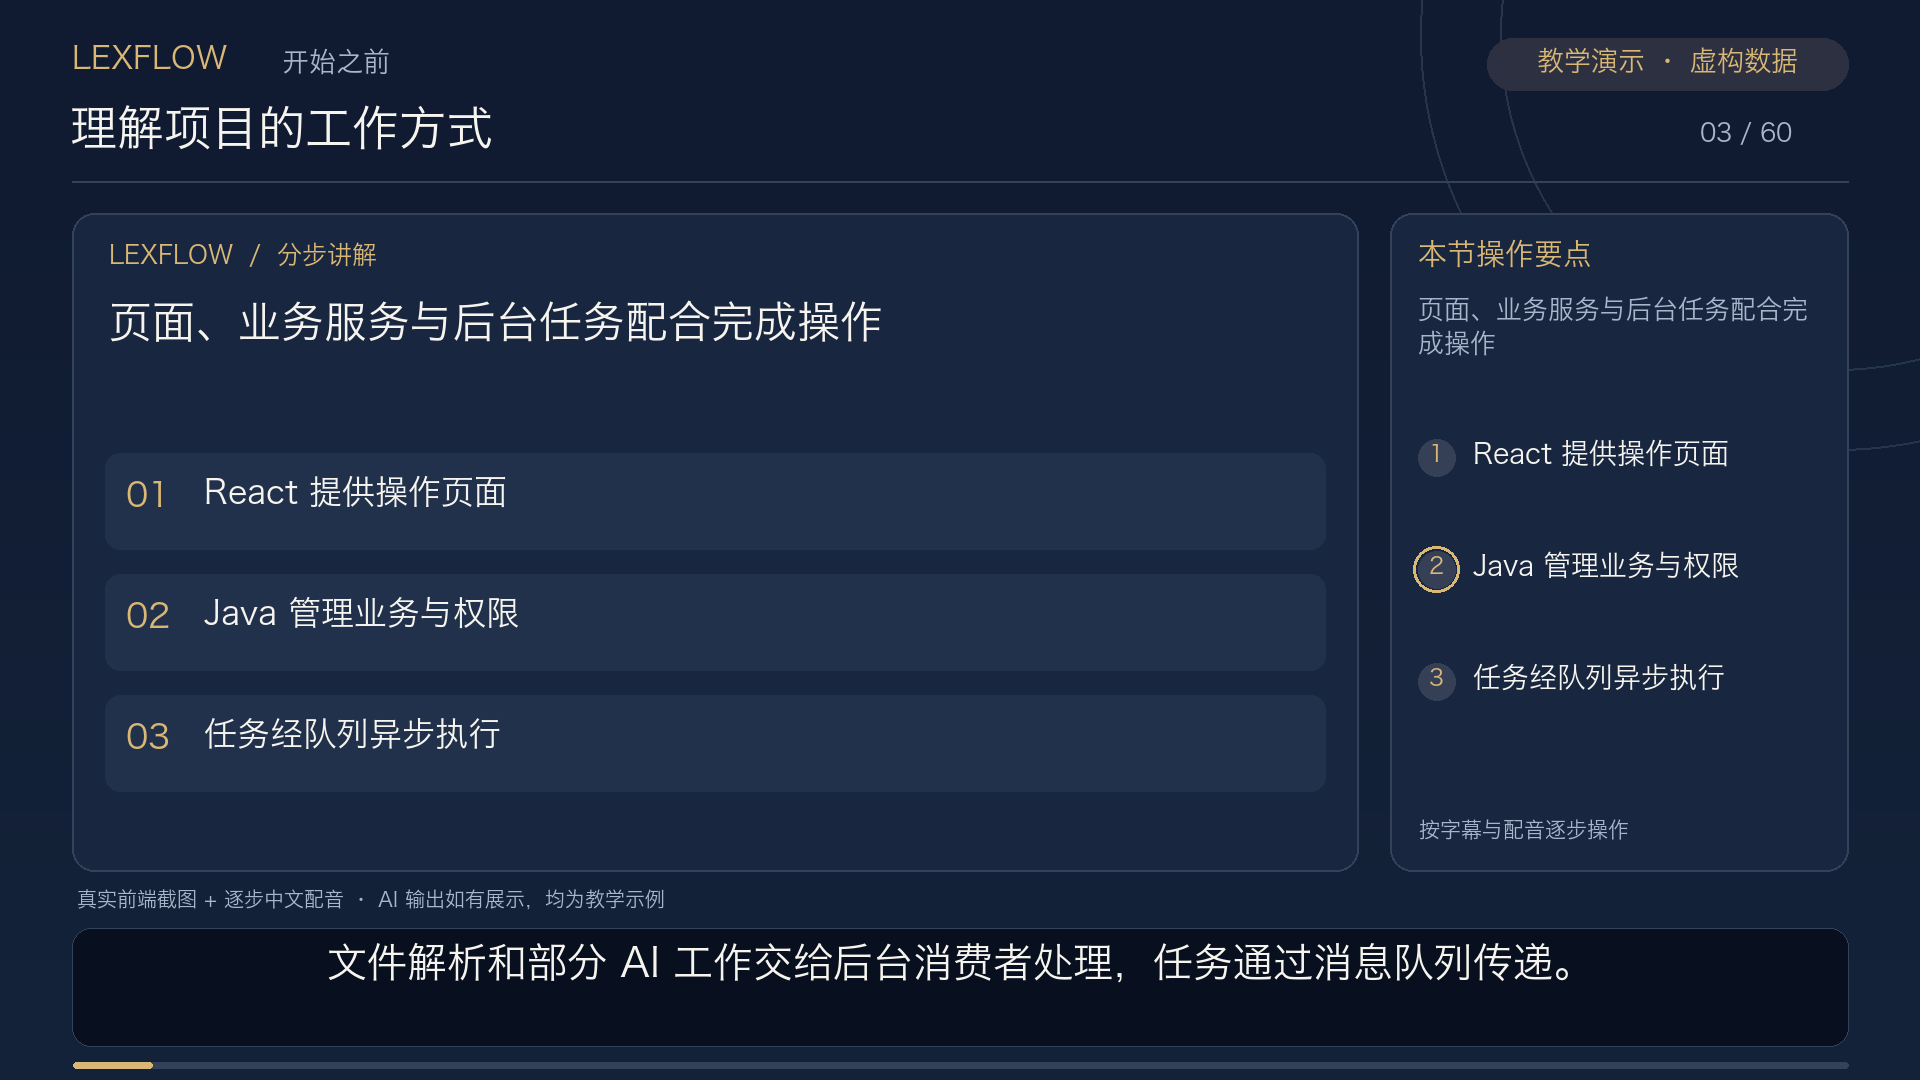 LEXFLOW 开始之前
教学演示 · 虚构数据
理解项目的工作方式
03 / 60
LEXFLOW / 分步讲解
页面、业务服务与后台任务配合完成操作
01 React 提供操作页面
02 Java 管理业务与权限
03 任务经队列异步执行
本节操作要点
页面、业务服务与后台任务配合完
成操作
1 React 提供操作页面
2 Java 管理业务与权限
3 任务经队列异步执行
按字幕与配音逐步操作
真实前端截图 + 逐步中文配音 · AI 输出如有展示，均为教学示例
文件解析和部分 AI 工作交给后台消费者处理，任务通过消息队列传递。